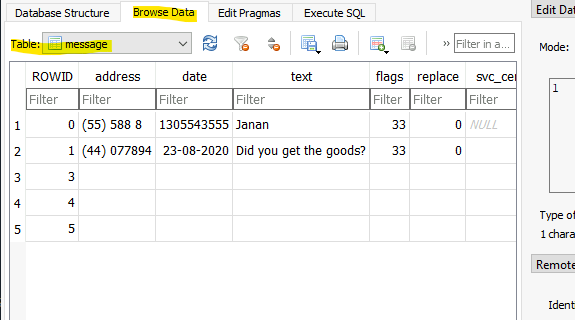 Database Structure Browse Data Edit Pragmas Execute SQL
Table: message » Filter in a...
ROWID address date text flags replace svc_cen
Filter Filter Filter Filter Filter Filter Filter
1 0 (55) 588 8 1305543555 Janan 33 0 NULL
2 1 (44) 077894 23-08-2020 Did you get the goods? 33 0
3 3
4 4
5 5
Edit Dat
Mode:
1
Type of
1 chara
Remote
Identi